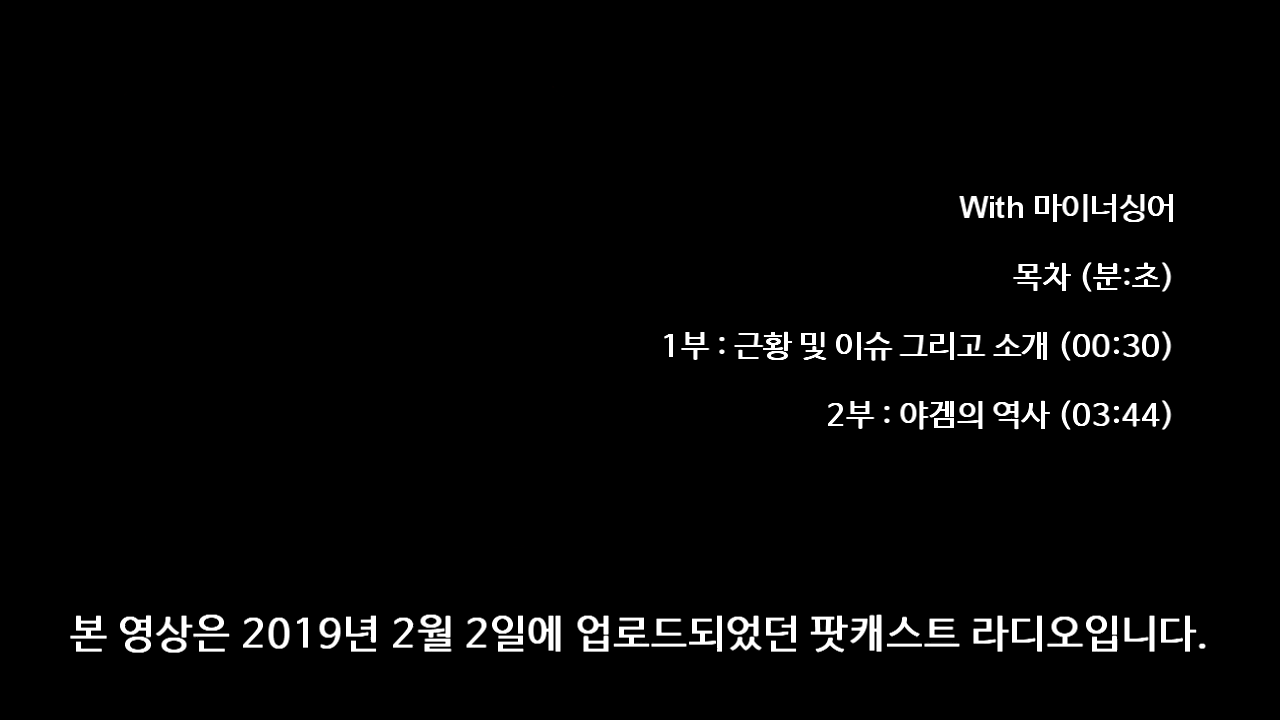 With 마이너싱어
목차 (분:초)
1부 : 근황 및 이슈 그리고 소개 (00:30)
2부 : 야겜의 역사 (03:44)
본 영상은 2019년 2월 2일에 업로드되었던 팟캐스트 라디오입니다.